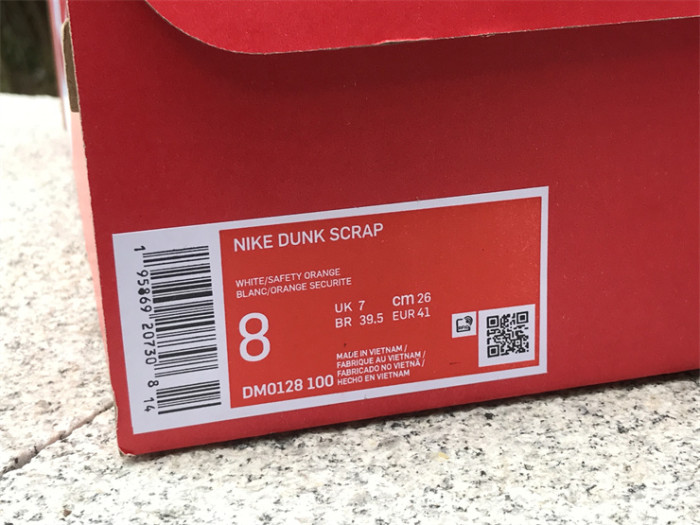 NIKE DUNK SCRAP
WHITE/SAFETY ORANGE
BLANC/ORANGE SECURITE
8
UK 7 cm 26
BR 39.5 EUR 41
MADE IN VIETNAM /
FABRIQUE AU VIETNAM /
FABRICADO NO VIETNÃ /
HECHO EN VIETNAM
DM0128 100
1 95869 20730 8 14